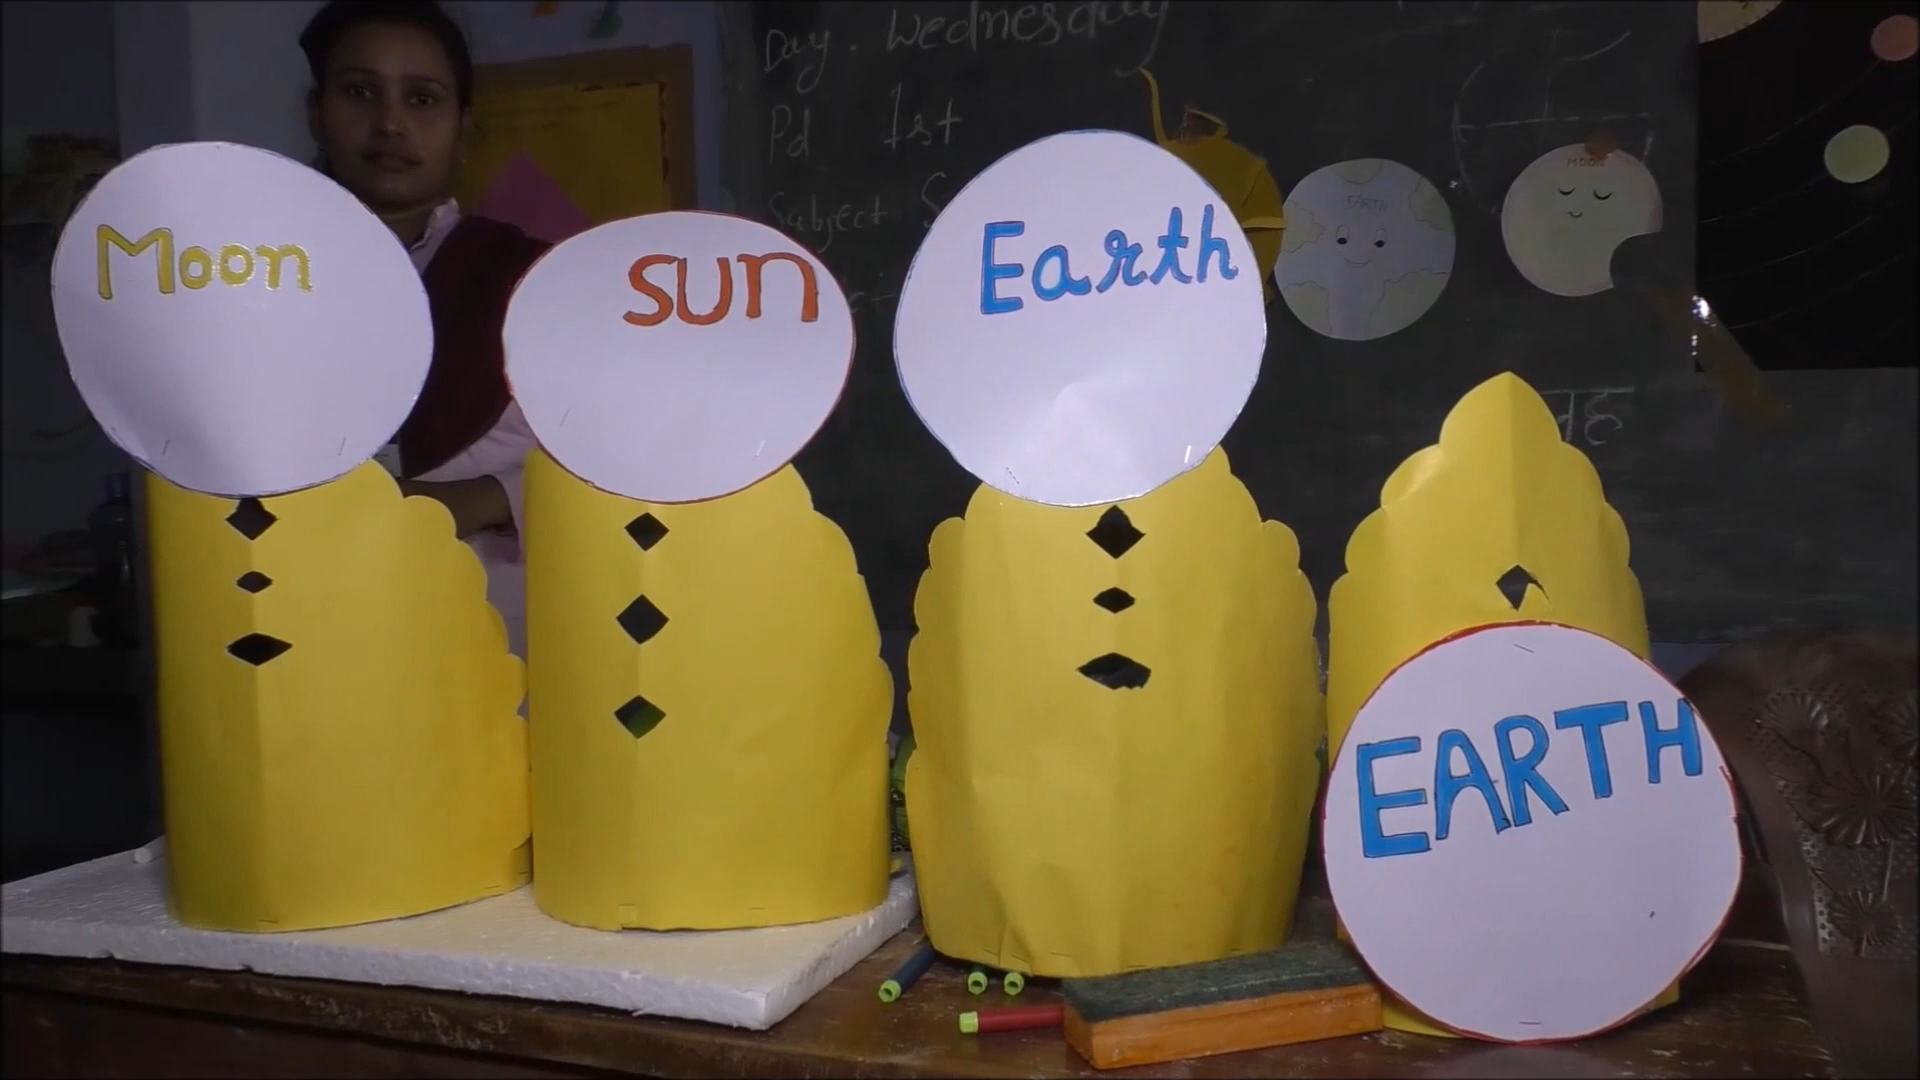 Day. Wednesday
Pd 1st
Subject S
Moon
sun
Earth
EARTH
MOON
EARTH